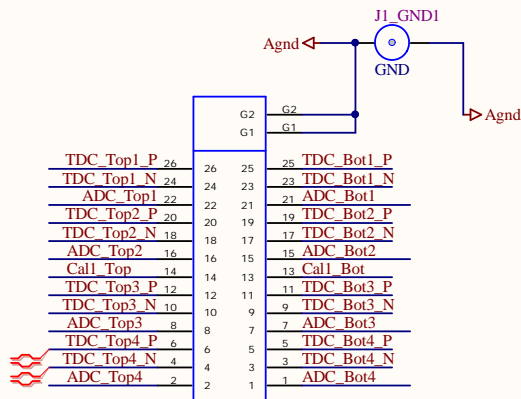 J1_GND1
Agnd
GND
Agnd
G2 G2
G1 G1
TDC_Top1_P 26 26 25 25 TDC_Bot1_P
TDC_Top1_N 24 24 23 23 TDC_Bot1_N
ADC_Top1 22 22 21 21 ADC_Bot1
TDC_Top2_P 20 20 19 19 TDC_Bot2_P
TDC_Top2_N 18 18 17 17 TDC_Bot2_N
ADC_Top2 16 16 15 15 ADC_Bot2
Cal1_Top 14 14 13 13 Cal1_Bot
TDC_Top3_P 12 12 11 11 TDC_Bot3_P
TDC_Top3_N 10 10 9 9 TDC_Bot3_N
ADC_Top3 8 8 7 7 ADC_Bot3
TDC_Top4_P 6 6 5 5 TDC_Bot4_P
TDC_Top4_N 4 4 3 3 TDC_Bot4_N
ADC_Top4 2 2 1 1 ADC_Bot4